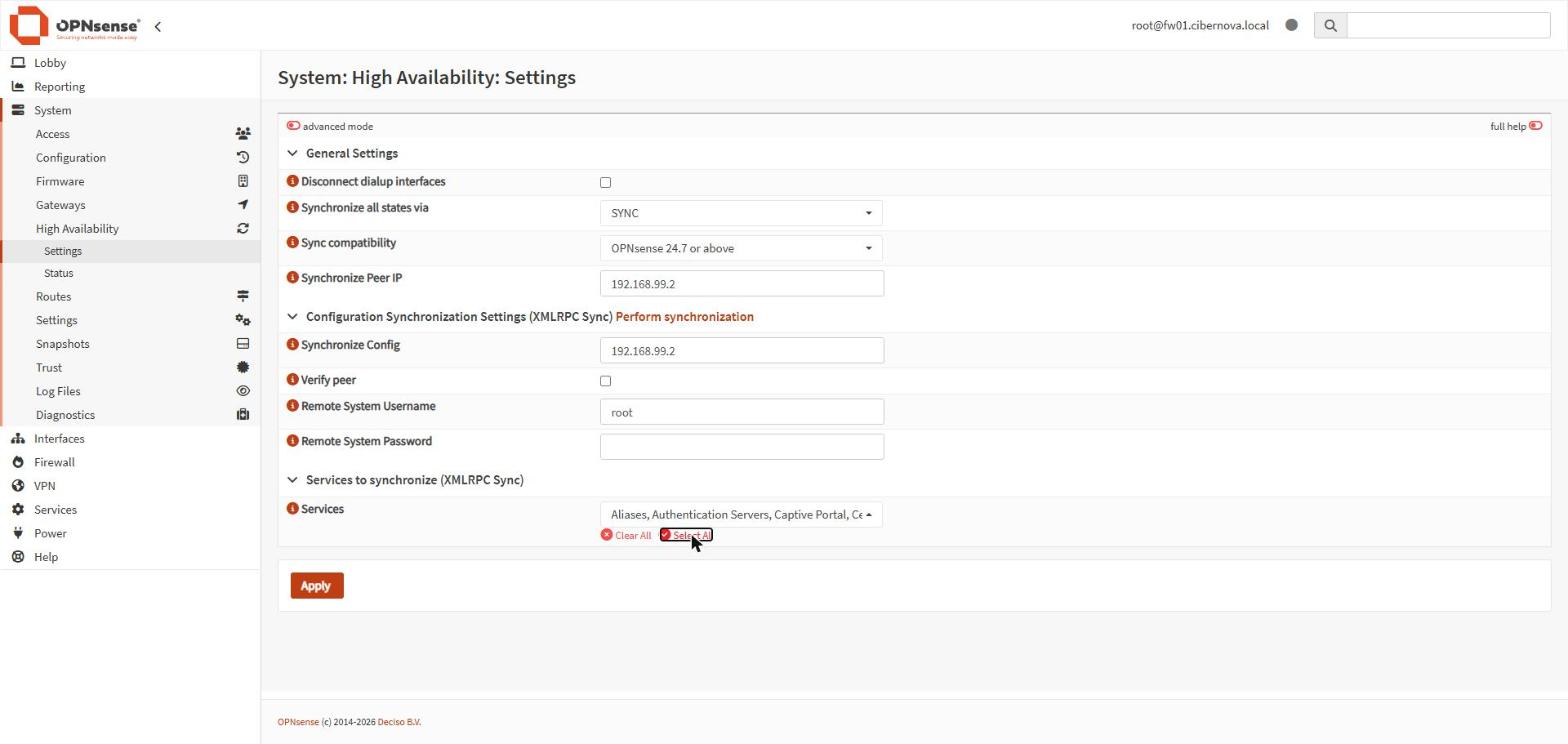 OPNsense®
Securing networks made easy
root@fw01.cibernova.local
Lobby
Reporting
System
Access
Configuration
Firmware
Gateways
High Availability
Settings
Status
Routes
Settings
Snapshots
Trust
Log Files
Diagnostics
Interfaces
Firewall
VPN
Services
Power
Help
System: High Availability: Settings
advanced mode
full help
General Settings
Disconnect dialup interfaces
Synchronize all states via
SYNC
Sync compatibility
OPNsense 24.7 or above
Synchronize Peer IP
192.168.99.2
Configuration Synchronization Settings (XMLRPC Sync) Perform synchronization
Synchronize Config
192.168.99.2
Verify peer
Remote System Username
root
Remote System Password
Services to synchronize (XMLRPC Sync)
Services
Aliases, Authentication Servers, Captive Portal, Ce
Clear All
Select All
Apply
OPNsense (c) 2014-2026 Deciso B.V.